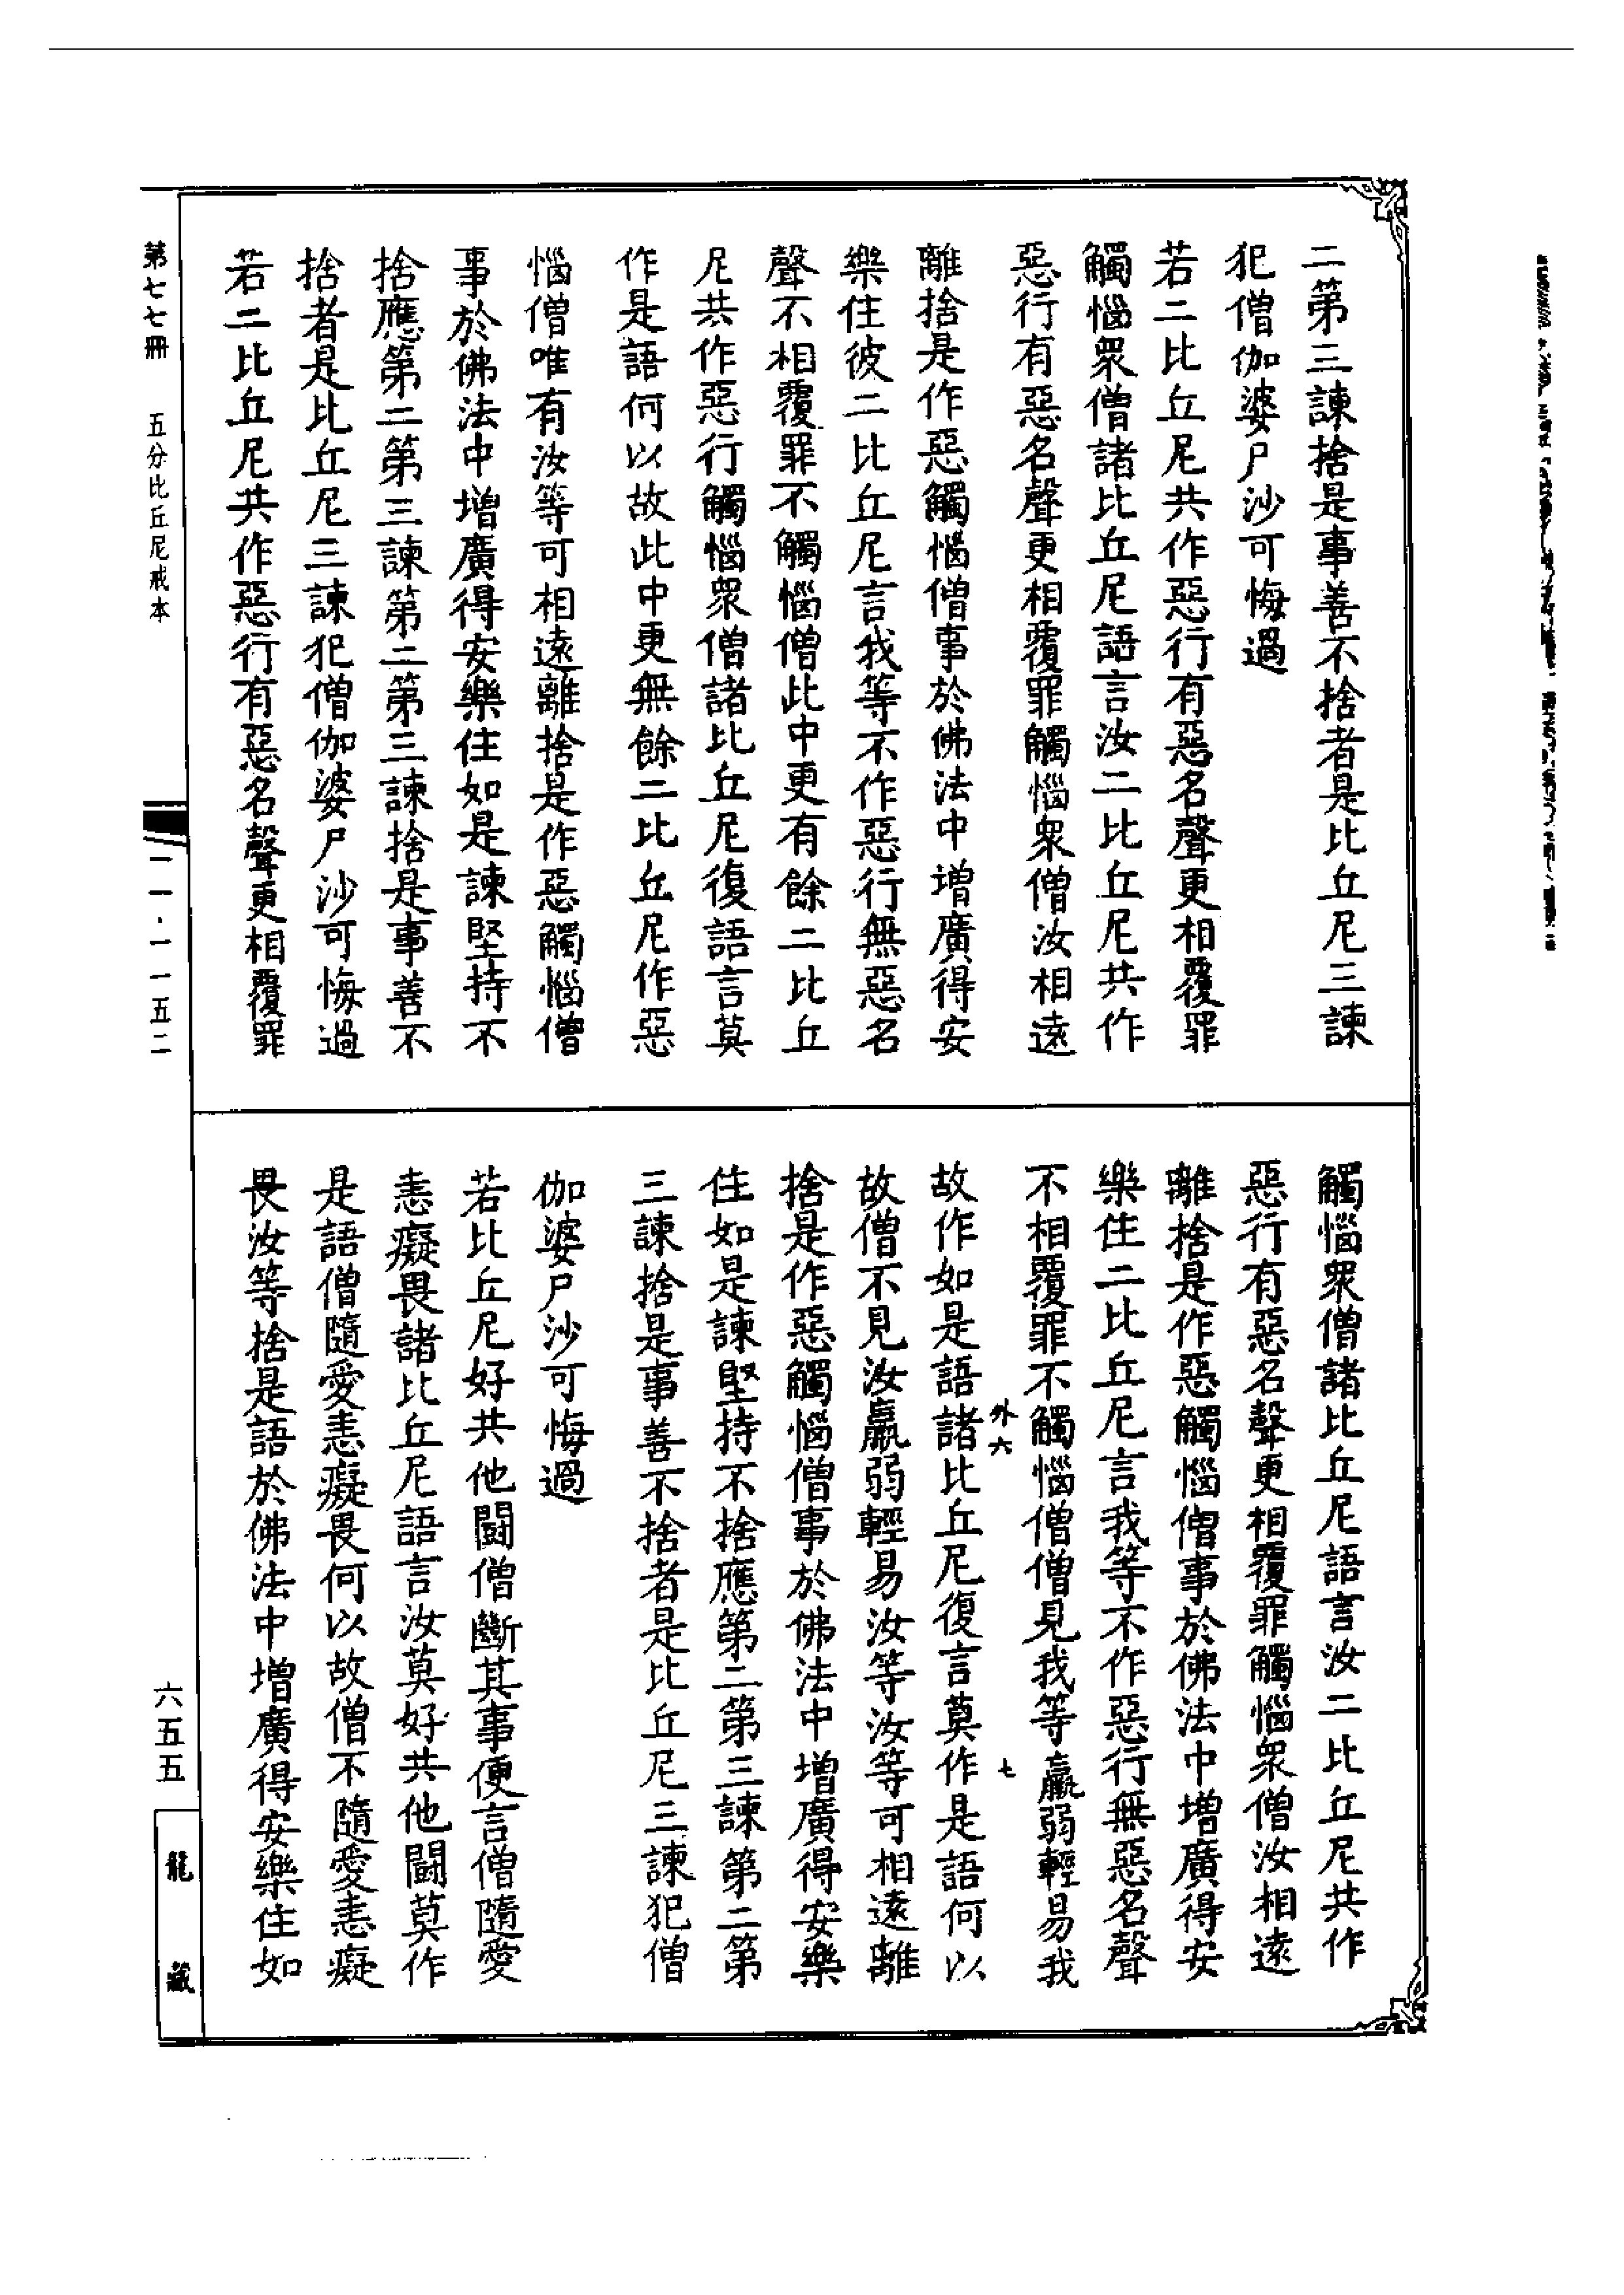 二第三諫捨是事善不捨者是比丘尼三諫
犯僧伽婆尸沙可悔過
若二比丘尼共作惡行有惡名聲更相覆罪
觸惱衆僧諸比丘尼語言汝二比丘尼共作
惡行有惡名聲更相覆罪觸惱衆僧汝相遠
離捨是作惡觸惱僧事於佛法中增廣得安
樂住彼二比丘尼言我等不作惡行無惡名
聲不相覆罪不觸惱僧此中更有餘二比丘
尼共作惡行觸惱衆僧諸比丘尼復語言莫
作是語何以故此中更無餘二比丘尼作惡
惱僧唯有汝等可相遠離捨是作惡觸惱僧
事於佛法中增廣得安樂住如是諫堅持不
捨應第二第三諫第二第三諫捨是事善不
捨者是比丘尼三諫犯僧伽婆尸沙可悔過
若二比丘尼共作惡行有惡名聲更相覆罪
觸惱衆僧諸比丘尼語言汝二比丘尼共作
惡行有惡名聲更相覆罪觸惱衆僧汝相遠
離捨是作惡觸惱僧事於佛法中增廣得安
樂住二比丘尼言我等不作惡行無惡名聲
不相覆罪不觸惱僧僧見我等羸弱輕易我
外六 七
故作如是語諸比丘尼復言莫作是語何以
故僧不見汝羸弱輕易汝等汝等可相遠離
捨是作惡觸惱僧事於佛法中增廣得安樂
住如是諫堅持不捨應第二第三諫第二第
三諫捨是事善不捨者是比丘尼三諫犯僧
伽婆尸沙可悔過
若比丘尼好共他鬪僧斷其事便言僧隨愛
恚癡畏諸比丘尼語言汝莫好共他鬪莫作
是語僧隨愛恚癡畏何以故僧不隨愛恚癡
畏汝等捨是語於佛法中增廣得安樂住如
第七七冊 五分比丘尼戒本
一一·一一五二
六五五
龍藏